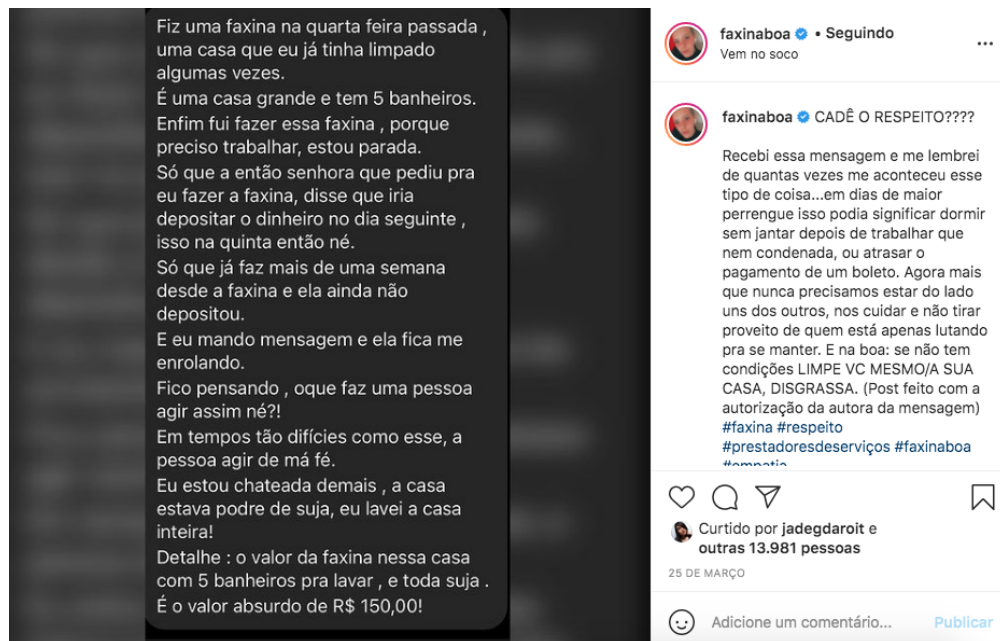 Fiz uma faxina na quarta feira passada ,
uma casa que eu já tinha limpado
algumas vezes.
É uma casa grande e tem 5 banheiros.
Enfim fui fazer essa faxina , porque
preciso trabalhar, estou parada.
Só que a então senhora que pediu pra
eu fazer a faxina, disse que iria
depositar o dinheiro no dia seguinte ,
isso na quinta então né.
Só que já faz mais de uma semana
desde a faxina e ela ainda não
depositou.
E eu mando mensagem e ela fica me
enrolando.
Fico pensando , oque faz uma pessoa
agir assim né?!
Em tempos tão difícies como esse, a
pessoa agir de má fé.
Eu estou chateada demais , a casa
estava podre de suja, eu lavei a casa
inteira!
Detalhe : o valor da faxina nessa casa
com 5 banheiros pra lavar , e toda suja .
É o valor absurdo de R$ 150,00!
faxinaboa • Seguindo
Vem no soco
faxinaboa CADÊ O RESPEITO????
Recebi essa mensagem e me lembrei
de quantas vezes me aconteceu esse
tipo de coisa...em dias de maior
perrengue isso podia significar dormir
sem jantar depois de trabalhar que
nem condenada, ou atrasar o
pagamento de um boleto. Agora mais
que nunca precisamos estar do lado
uns dos outros, nos cuidar e não tirar
proveito de quem está apenas lutando
pra se manter. E na boa: se não tem
condições LIMPE VC MESMO/A SUA
CASA, DISGRASSA. (Post feito com a
autorização da autora da mensagem)
#faxina #respeito
#prestadoresdeserviços #faxinaboa
#empatia
Curtido por jadegdaroit e
outras 13.981 pessoas
25 DE MARÇO
Adicione um comentário... Publicar